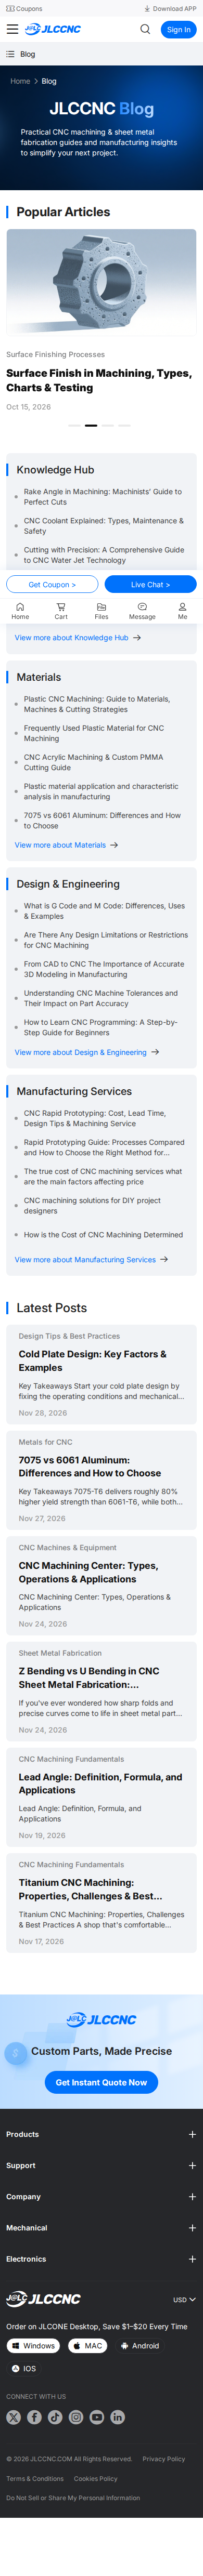 Coupons
Download APP
JLCCNC
Sign In
Blog
Home > Blog
JLCCNC Blog
Practical CNC machining & sheet metal
fabrication guides and manufacturing insights
to simplify your next project.
Popular Articles
Surface Finishing Processes
Surface Finish in Machining, Types,
Crafts & Testing
Oct 15, 2026
Knowledge Hub
Rake Angle in Machining: Machinists' Guide to
Perfect Cuts
CNC Coolant Explained: Types, Maintenance &
Safety
Cutting with Precision: A Comprehensive Guide
to CNC Water Jet Technology
Get Coupon >
Live Chat >
Home
Cart
Files
Message
Me
View more about Knowledge Hub
Materials
Plastic CNC Machining: Guide to Materials,
Machines & Cutting Strategies
Frequently Used Plastic Material for CNC
Machining
CNC Acrylic Machining & Custom PMMA
Cutting Guide
Plastic material application and characteristic
analysis in manufacturing
7075 vs 6061 Aluminum: Differences and How
to Choose
View more about Materials
Design & Engineering
What is G Code and M Code: Differences, Uses
& Examples
Are There Any Design Limitations or Restrictions
for CNC Machining
From CAD to CNC The Importance of Accurate
3D Modeling in Manufacturing
Understanding CNC Machine Tolerances and
Their Impact on Part Accuracy
How to Learn CNC Programming: A Step-by-
Step Guide for Beginners
View more about Design & Engineering
Manufacturing Services
CNC Rapid Prototyping: Cost, Lead Time,
Design Tips & Machining Service
Rapid Prototyping Guide: Processes Compared
and How to Choose the Right Method for...
The true cost of CNC machining services what
are the main factors affecting price
CNC machining solutions for DIY project
designers
How is the Cost of CNC Machining Determined
View more about Manufacturing Services
Latest Posts
Design Tips & Best Practices
Cold Plate Design: Key Factors &
Examples
Key Takeaways Start your cold plate design by
fixing the operating conditions and mechanical...
Nov 28, 2026
Metals for CNC
7075 vs 6061 Aluminum:
Differences and How to Choose
Key Takeaways 7075-T6 delivers roughly 80%
higher yield strength than 6061-T6, while both...
Nov 27, 2026
CNC Machines & Equipment
CNC Machining Center: Types,
Operations & Applications
CNC Machining Center: Types, Operations &
Applications
Nov 24, 2026
Sheet Metal Fabrication
Z Bending vs U Bending in CNC
Sheet Metal Fabrication:...
If you've ever wondered how sharp folds and
precise curves come to life in sheet metal part...
Nov 24, 2026
CNC Machining Fundamentals
Lead Angle: Definition, Formula, and
Applications
Lead Angle: Definition, Formula, and
Applications
Nov 19, 2026
CNC Machining Fundamentals
Titanium CNC Machining:
Properties, Challenges & Best...
Titanium CNC Machining: Properties, Challenges
& Best Practices A shop that's comfortable...
Nov 17, 2026
JLCCNC
Custom Parts, Made Precise
Get Instant Quote Now
Products
Support
Company
Mechanical
Electronics
JLCCNC
USD
Order on JLCONE Desktop, Save $1–$20 Every Time
Windows
MAC
Android
iOS
CONNECT WITH US
© 2026 JLCCNC.COM All Rights Reserved.
Privacy Policy
Terms & Conditions
Cookies Policy
Do Not Sell or Share My Personal Information